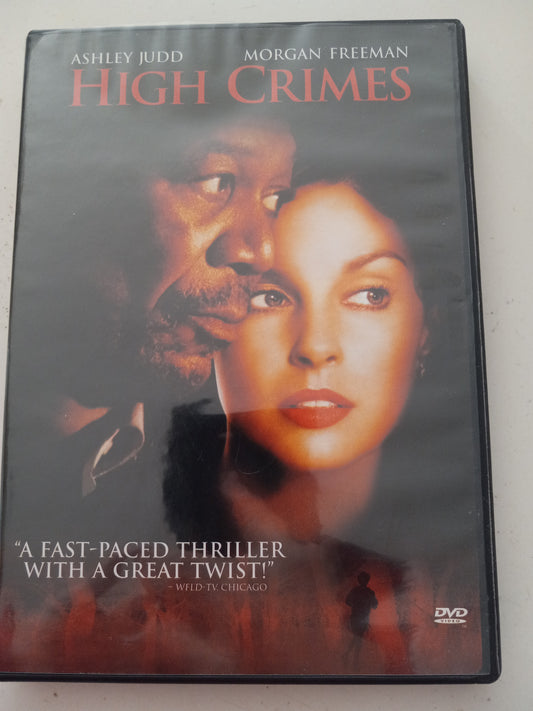 ASHLEY JUDD MORGAN FREEMAN
HIGH CRIMES
"A FAST-PACED THRILLER
WITH A GREAT TWIST!"
- WFLD-TV, CHICAGO
DVD
VIDEO